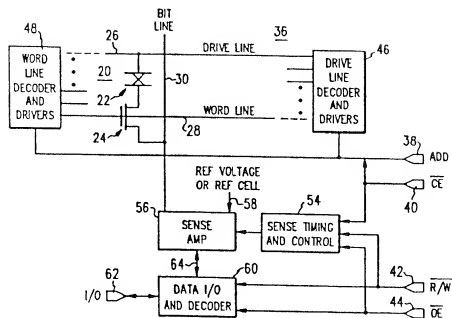 BIT
LINE
48
26
36
46
DRIVE LINE
WORD
LINE
DECODER
AND
DRIVERS
20
30
22
24
28
WORD LINE
DRIVE
LINE
DECODER
AND
DRIVERS
38
ADD
CE
40
REF VOLTAGE
OR REF CELL
58
54
56
SENSE
AMP
SENSE TIMING
AND CONTROL
64
60
62
I/O
DATA I/O
AND DECODER
42
R/W
44
OE